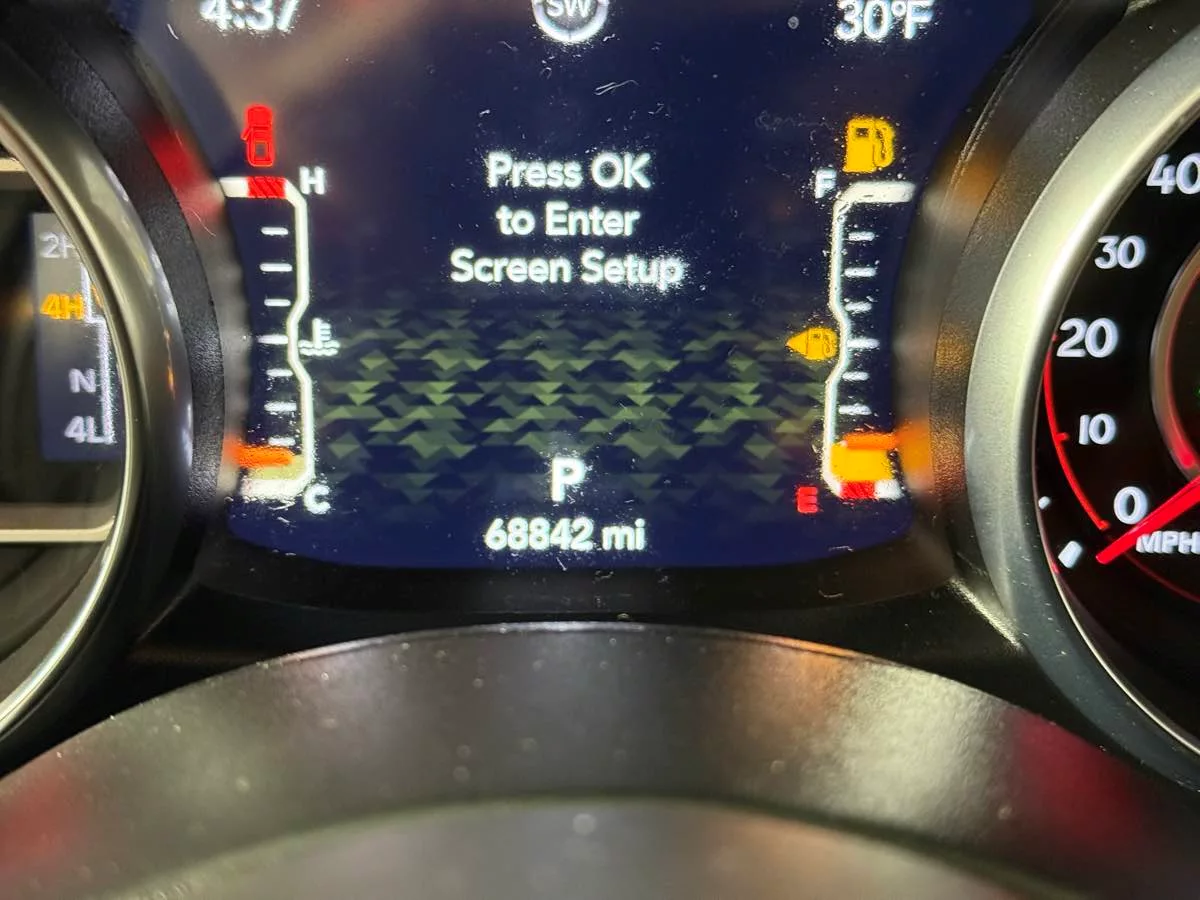 4:37
SW
30°F
H
F
Press OK
to Enter
Screen Setup
2H
4H
N
4L
C
E
P
68842 mi
40
30
20
10
0
MPH